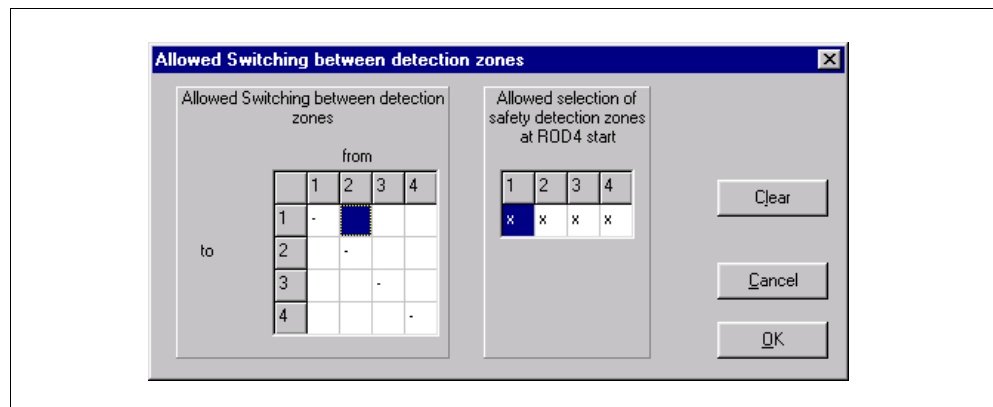 Allowed Switching between detection zones
Allowed Switching between detection
zones
from
1 2 3 4
1 -
to 2 -
3 -
4 -
Allowed selection of
safety detection zones
at ROD4 start
1 2 3 4
x x x x
Clear
Cancel
OK